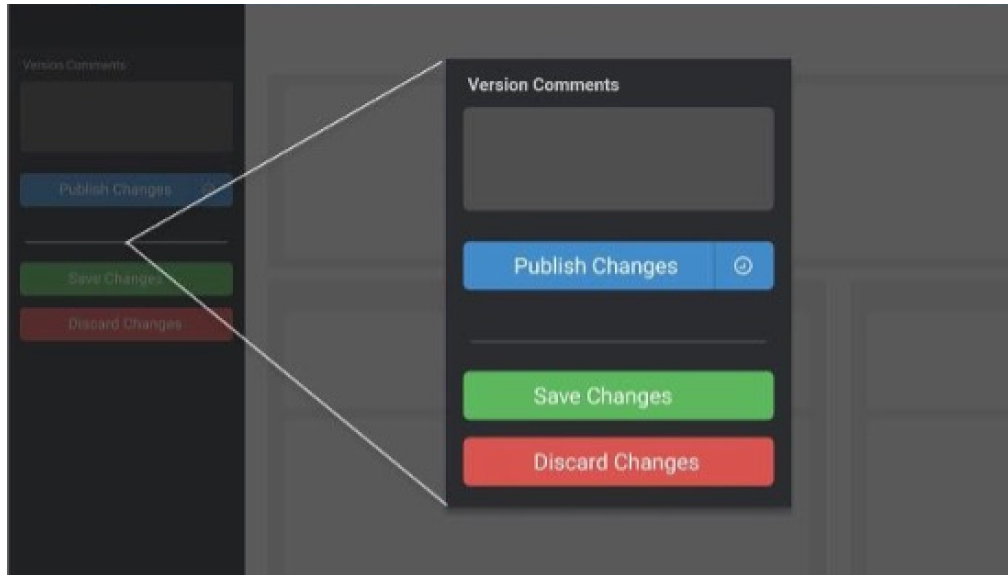 Version Comments
Publish Changes
Save Changes
Discard Changes
Version Comments
Publish Changes
Save Changes
Discard Changes